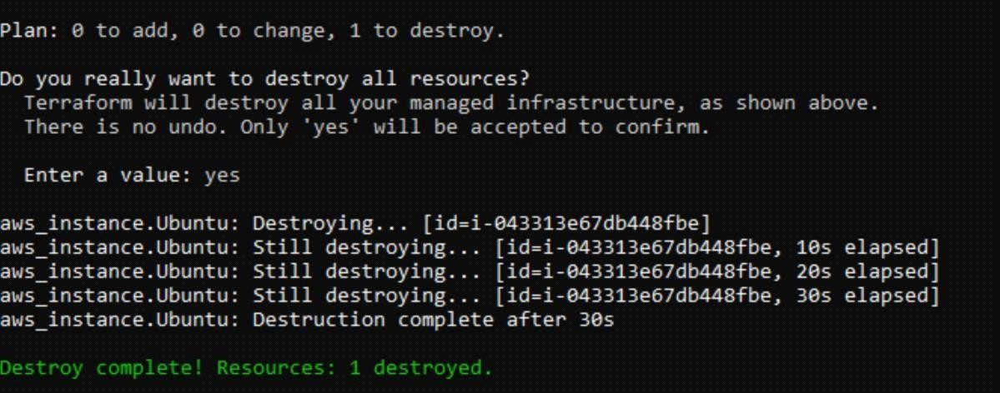 Plan: 0 to add, 0 to change, 1 to destroy.
Do you really want to destroy all resources?
Terraform will destroy all your managed infrastructure, as shown above.
There is no undo. Only 'yes' will be accepted to confirm.
Enter a value: yes
aws_instance.Ubuntu: Destroying... [id=i-043313e67db448fbe]
aws_instance.Ubuntu: Still destroying... [id=i-043313e67db448fbe, 10s elapsed]
aws_instance.Ubuntu: Still destroying... [id=i-043313e67db448fbe, 20s elapsed]
aws_instance.Ubuntu: Still destroying... [id=i-043313e67db448fbe, 30s elapsed]
aws_instance.Ubuntu: Destruction complete after 30s
Destroy complete! Resources: 1 destroyed.